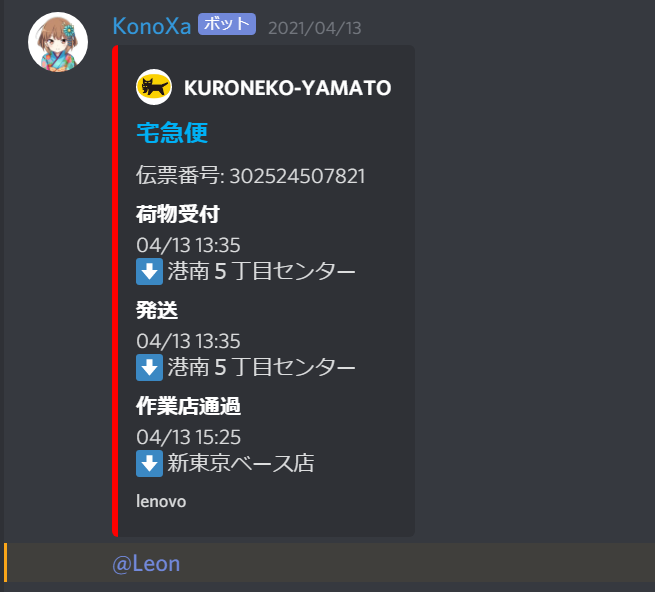 KonoXa ボット 2021/04/13
KURONEKO-YAMATO
宅急便
伝票番号: 302524507821
荷物受付
04/13 13:35
⬇ 港南５丁目センター
発送
04/13 13:35
⬇ 港南５丁目センター
作業店通過
04/13 15:25
⬇ 新東京ベース店
lenovo
@Leon